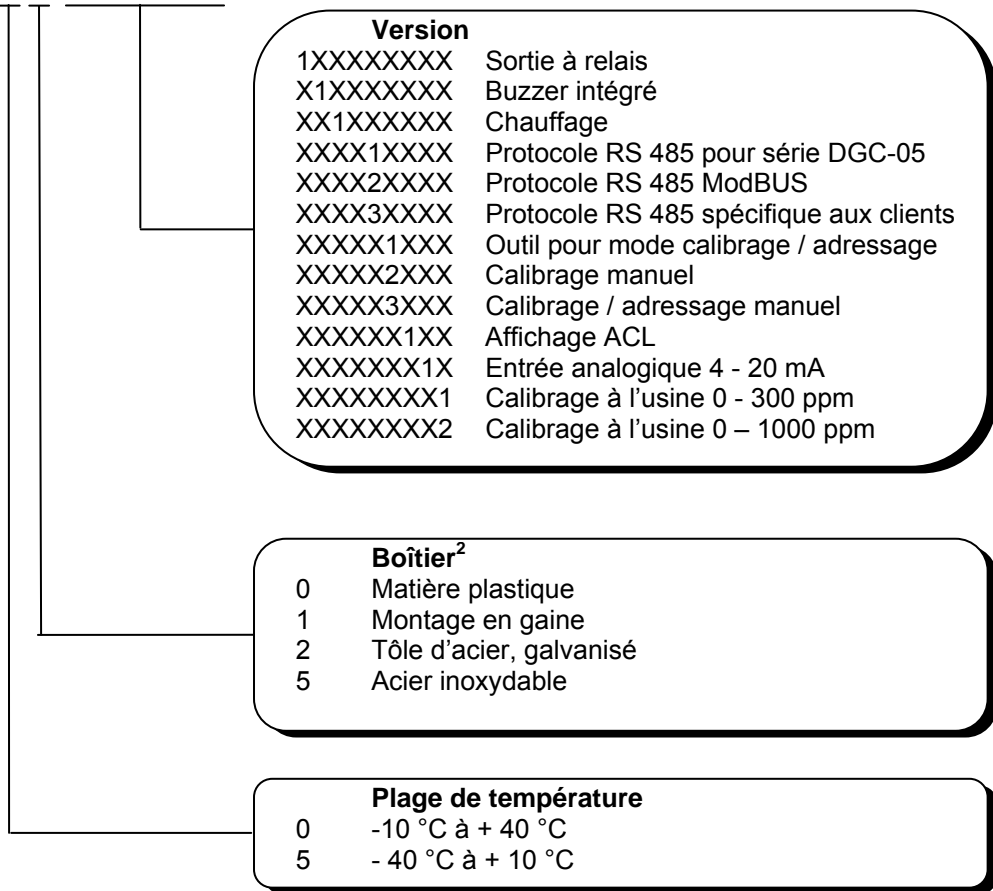 Version
1XXXXXXXX Sortie à relais
X1XXXXXXX Buzzer intégré
XX1XXXXXX Chauffage
XXXX1XXXX Protocole RS 485 pour série DGC-05
XXXX2XXXX Protocole RS 485 ModBUS
XXXX3XXXX Protocole RS 485 spécifique aux clients
XXXXX1XXX Outil pour mode calibrage / adressage
XXXXX2XXX Calibrage manuel
XXXXX3XXX Calibrage / adressage manuel
XXXXXX1XX Affichage ACL
XXXXXXX1X Entrée analogique 4 - 20 mA
XXXXXXXX1 Calibrage à l’usine 0 - 300 ppm
XXXXXXXX2 Calibrage à l’usine 0 – 1000 ppm
Boîtier²
0 Matière plastique
1 Montage en gaine
2 Tôle d’acier, galvanisé
5 Acier inoxydable
Plage de température
0 -10 °C à + 40 °C
5 - 40 °C à + 10 °C